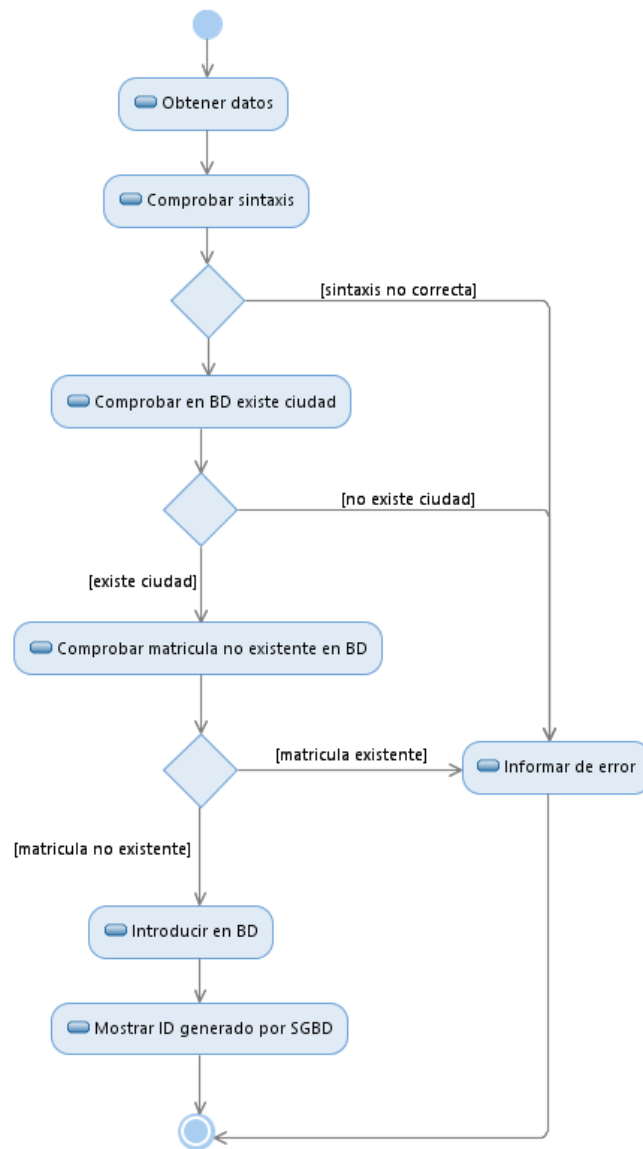 Obtener datos
Comprobar sintaxis
[sintaxis no correcta]
Comprobar en BD existe ciudad
[no existe ciudad]
[existe ciudad]
Comprobar matricula no existente en BD
[matricula existente]
Informar de error
[matricula no existente]
Introducir en BD
Mostrar ID generado por SGBD